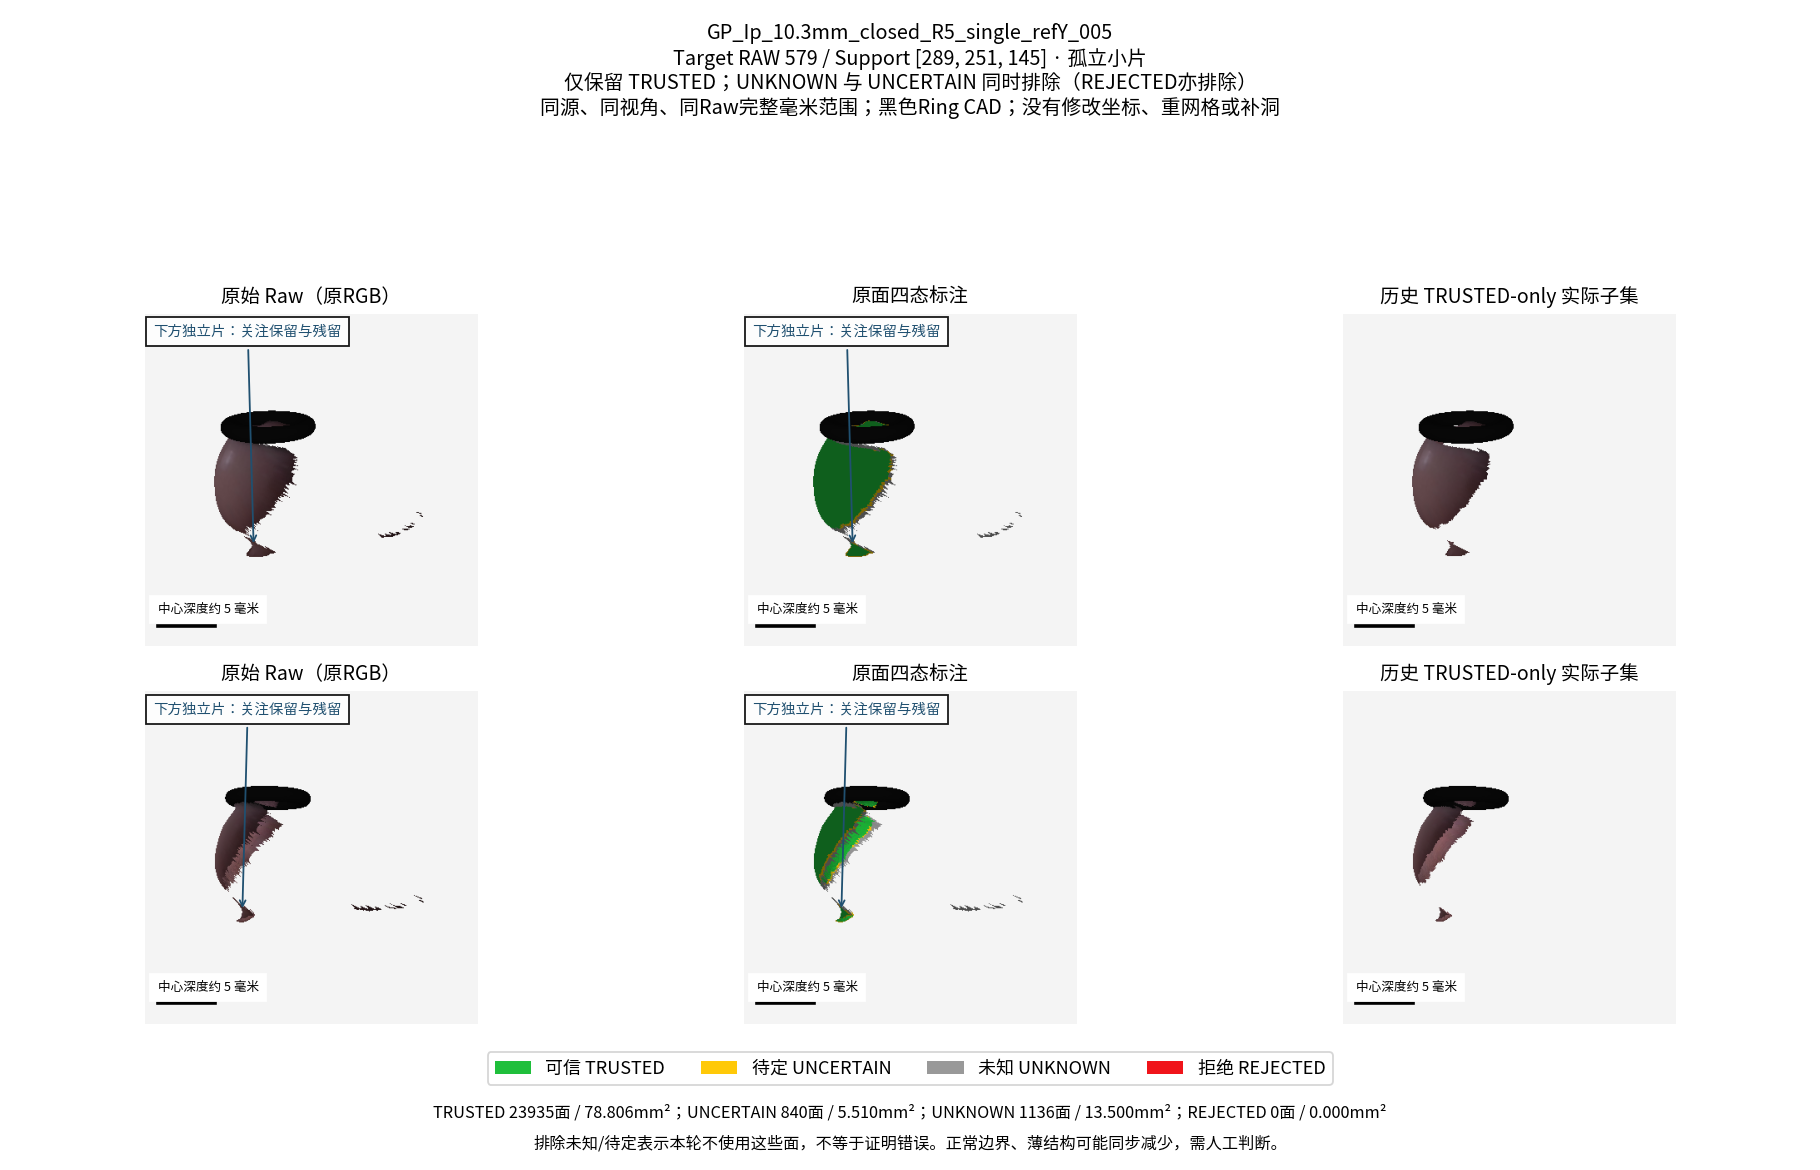 GP_Ip_10.3mm_closed_R5_single_refY_005
Target RAW 579 / Support [289, 251, 145] · 孤立小片
仅保留 TRUSTED；UNKNOWN 与 UNCERTAIN 同时排除（REJECTED亦排除）
同源、同视角、同Raw完整毫米范围；黑色Ring CAD；没有修改坐标、重网格或补洞
原始 Raw（原RGB）
原面四态标注
历史 TRUSTED-only 实际子集
下方独立片：关注保留与残留
下方独立片：关注保留与残留
中心深度约 5 毫米
中心深度约 5 毫米
中心深度约 5 毫米
原始 Raw（原RGB）
原面四态标注
历史 TRUSTED-only 实际子集
下方独立片：关注保留与残留
下方独立片：关注保留与残留
中心深度约 5 毫米
中心深度约 5 毫米
中心深度约 5 毫米
可信 TRUSTED
待定 UNCERTAIN
未知 UNKNOWN
拒绝 REJECTED
TRUSTED 23935面 / 78.806mm²；UNCERTAIN 840面 / 5.510mm²；UNKNOWN 1136面 / 13.500mm²；REJECTED 0面 / 0.000mm²
排除未知/待定表示本轮不使用这些面，不等于证明错误。正常边界、薄结构可能同步减少，需人工判断。